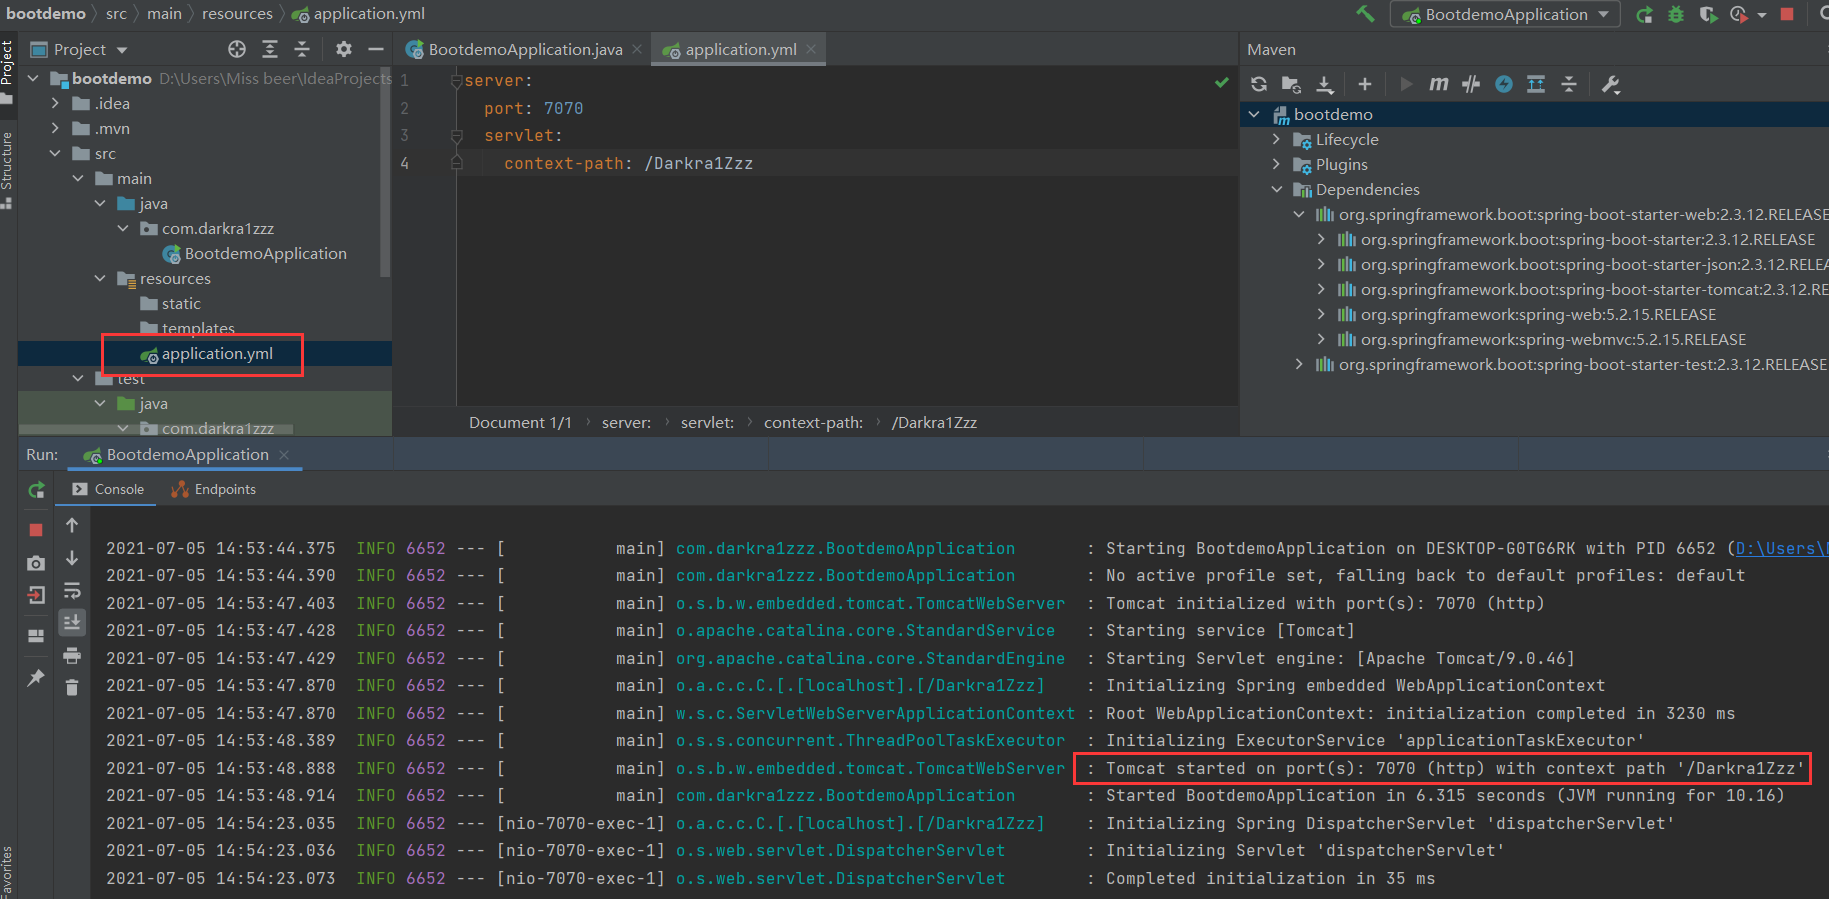 bootdemo src main resources application.yml
BootdemoApplication
Project
Project
BootdemoApplication.java
application.yml
Maven
bootdemo D:\Users\Miss beer\IdeaProjects
.idea
.mvn
src
main
java
com.darkra1zzz
BootdemoApplication
resources
static
templates
application.yml
test
java
com.darkra1zzz
Structure
1 server:
2 port: 7070
3 servlet:
4 context-path: /Darkra1Zzz
Document 1/1 server: servlet: context-path: /Darkra1Zzz
bootdemo
Lifecycle
Plugins
Dependencies
org.springframework.boot:spring-boot-starter-web:2.3.12.RELEASE
org.springframework.boot:spring-boot-starter:2.3.12.RELEASE
org.springframework.boot:spring-boot-starter-json:2.3.12.RELEA
org.springframework.boot:spring-boot-starter-tomcat:2.3.12.RE
org.springframework:spring-web:5.2.15.RELEASE
org.springframework:spring-webmvc:5.2.15.RELEASE
org.springframework.boot:spring-boot-starter-test:2.3.12.RELEASE
Run: BootdemoApplication
Console Endpoints
2021-07-05 14:53:44.375 INFO 6652 --- [ main] com.darkra1zzz.BootdemoApplication : Starting BootdemoApplication on DESKTOP-G0TG6RK with PID 6652 (D:\Users\
2021-07-05 14:53:44.390 INFO 6652 --- [ main] com.darkra1zzz.BootdemoApplication : No active profile set, falling back to default profiles: default
2021-07-05 14:53:47.403 INFO 6652 --- [ main] o.s.b.w.embedded.tomcat.TomcatWebServer : Tomcat initialized with port(s): 7070 (http)
2021-07-05 14:53:47.428 INFO 6652 --- [ main] o.apache.catalina.core.StandardService : Starting service [Tomcat]
2021-07-05 14:53:47.429 INFO 6652 --- [ main] org.apache.catalina.core.StandardEngine : Starting Servlet engine: [Apache Tomcat/9.0.46]
2021-07-05 14:53:47.870 INFO 6652 --- [ main] o.a.c.c.C.[.[localhost].[/Darkra1Zzz] : Initializing Spring embedded WebApplicationContext
2021-07-05 14:53:47.870 INFO 6652 --- [ main] w.s.c.ServletWebServerApplicationContext : Root WebApplicationContext: initialization completed in 3230 ms
2021-07-05 14:53:48.389 INFO 6652 --- [ main] o.s.s.concurrent.ThreadPoolTaskExecutor : Initializing ExecutorService 'applicationTaskExecutor'
2021-07-05 14:53:48.888 INFO 6652 --- [ main] o.s.b.w.embedded.tomcat.TomcatWebServer : Tomcat started on port(s): 7070 (http) with context path '/Darkra1Zzz'
2021-07-05 14:53:48.914 INFO 6652 --- [ main] com.darkra1zzz.BootdemoApplication : Started BootdemoApplication in 6.315 seconds (JVM running for 10.16)
2021-07-05 14:54:23.035 INFO 6652 --- [nio-7070-exec-1] o.a.c.c.C.[.[localhost].[/Darkra1Zzz] : Initializing Spring DispatcherServlet 'dispatcherServlet'
2021-07-05 14:54:23.036 INFO 6652 --- [nio-7070-exec-1] o.s.web.servlet.DispatcherServlet : Initializing Servlet 'dispatcherServlet'
2021-07-05 14:54:23.073 INFO 6652 --- [nio-7070-exec-1] o.s.web.servlet.DispatcherServlet : Completed initialization in 35 ms
Favorites